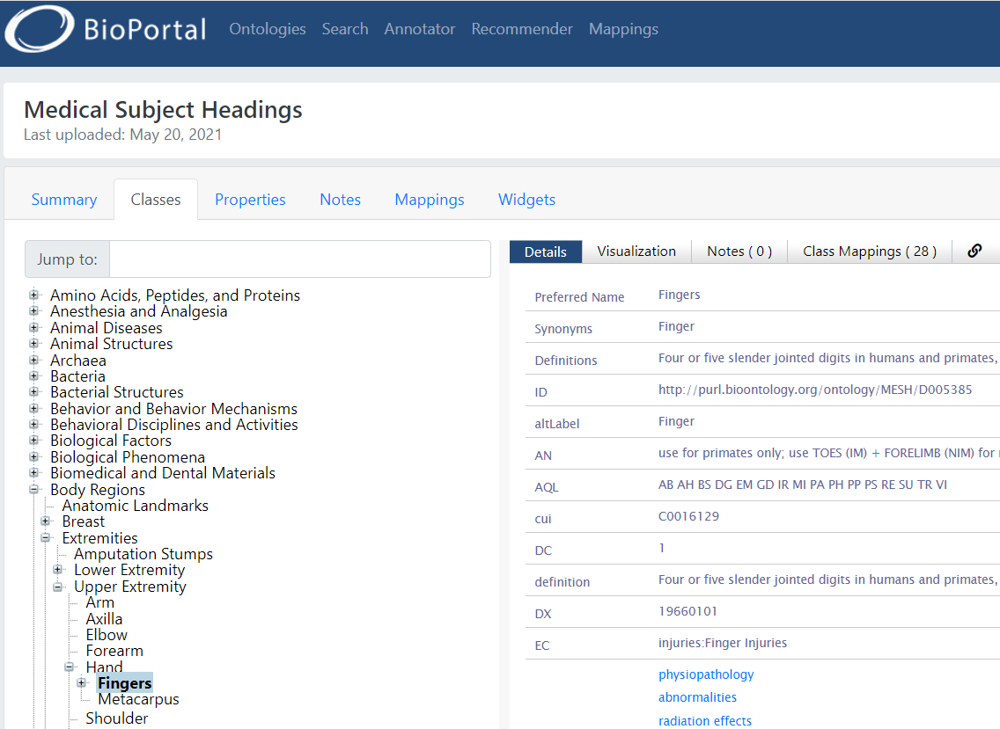 BioPortal Ontologies Search Annotator Recommender Mappings
Medical Subject Headings
Last uploaded: May 20, 2021
Summary Classes Properties Notes Mappings Widgets
Jump to:
Amino Acids, Peptides, and Proteins
Anesthesia and Analgesia
Animal Diseases
Animal Structures
Archaea
Bacteria
Bacterial Structures
Behavior and Behavior Mechanisms
Behavioral Disciplines and Activities
Biological Factors
Biological Phenomena
Biomedical and Dental Materials
Body Regions
Anatomic Landmarks
Breast
Extremities
Amputation Stumps
Lower Extremity
Upper Extremity
Arm
Axilla
Elbow
Forearm
Hand
Fingers
Metacarpus
Shoulder
Details Visualization Notes ( 0 ) Class Mappings ( 28 )
Preferred Name Fingers
Synonyms Finger
Definitions Four or five slender jointed digits in humans and primates,
ID http://purl.bioontology.org/ontology/MESH/D005385
altLabel Finger
AN use for primates only; use TOES (IM) + FORELIMB (NIM) for
AQL AB AH BS DG EM GD IR MI PA PH PP PS RE SU TR VI
cui C0016129
DC 1
definition Four or five slender jointed digits in humans and primates,
DX 19660101
EC injuries:Finger Injuries
physiopathology
abnormalities
radiation effects